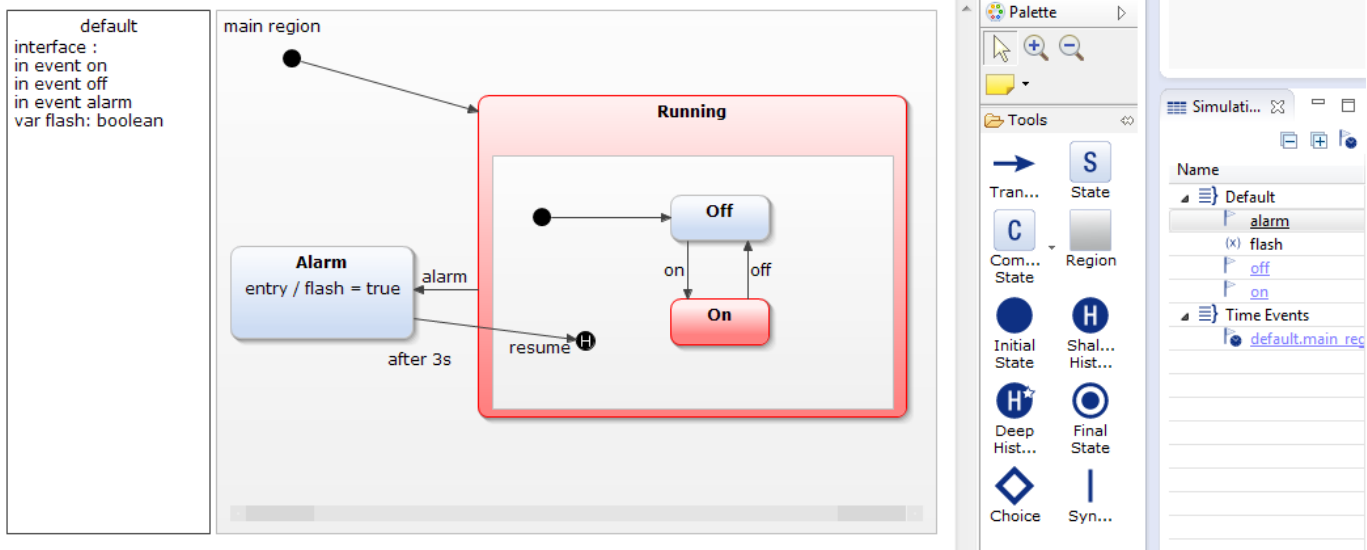 default
interface :
in event on
in event off
in event alarm
var flash: boolean
main region
Running
Off
on
off
On
Alarm
entry / flash = true
alarm
after 3s
resume
H
Palette
Tools
Tran...
S
State
C
Com...
State
Region
Initial
State
H
Shal...
Hist...
H
Deep
Hist...
Final
State
Choice
Syn...
Simulati...
Name
Default
alarm
(x) flash
off
on
Time Events
default.main_reg